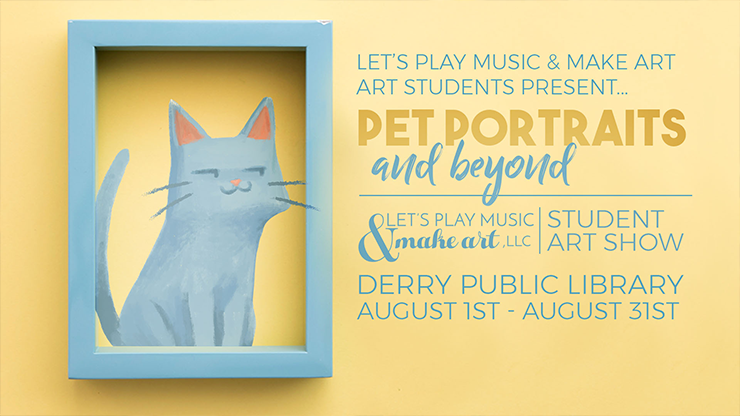 LET'S PLAY MUSIC & MAKE ART
ART STUDENTS PRESENT...
PET PORTRAITS
and beyond
& LET'S PLAY MUSIC
make art, LLC
STUDENT
ART SHOW
DERRY PUBLIC LIBRARY
AUGUST 1ST - AUGUST 31ST